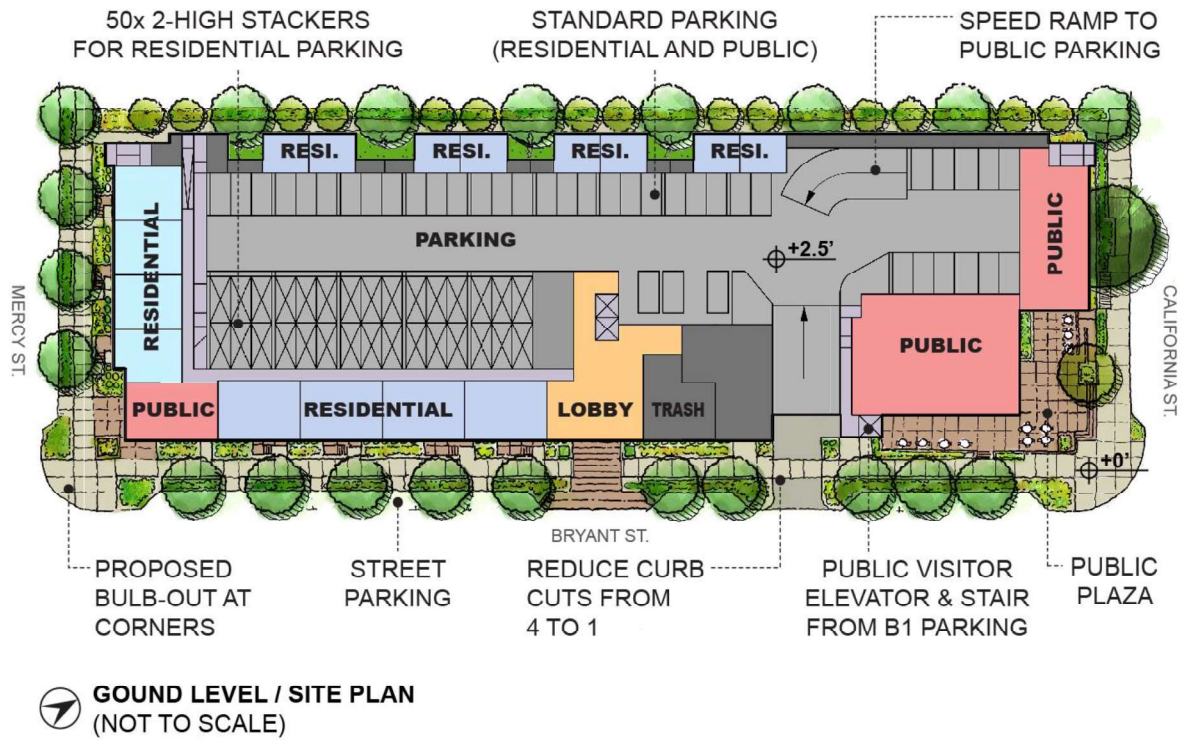 50x 2-HIGH STACKERS
FOR RESIDENTIAL PARKING
STANDARD PARKING
(RESIDENTIAL AND PUBLIC)
SPEED RAMP TO
PUBLIC PARKING
RESI.
RESI.
RESI.
RESI.
RESIDENTIAL
PARKING
+2.5'
PUBLIC
PUBLIC
MERCY ST.
CALIFORNIA ST.
PUBLIC
RESIDENTIAL
LOBBY
TRASH
+0'
BRYANT ST.
PROPOSED
BULB-OUT AT
CORNERS
STREET
PARKING
REDUCE CURB
CUTS FROM
4 TO 1
PUBLIC VISITOR
ELEVATOR & STAIR
FROM B1 PARKING
PUBLIC
PLAZA
GOUND LEVEL / SITE PLAN
(NOT TO SCALE)